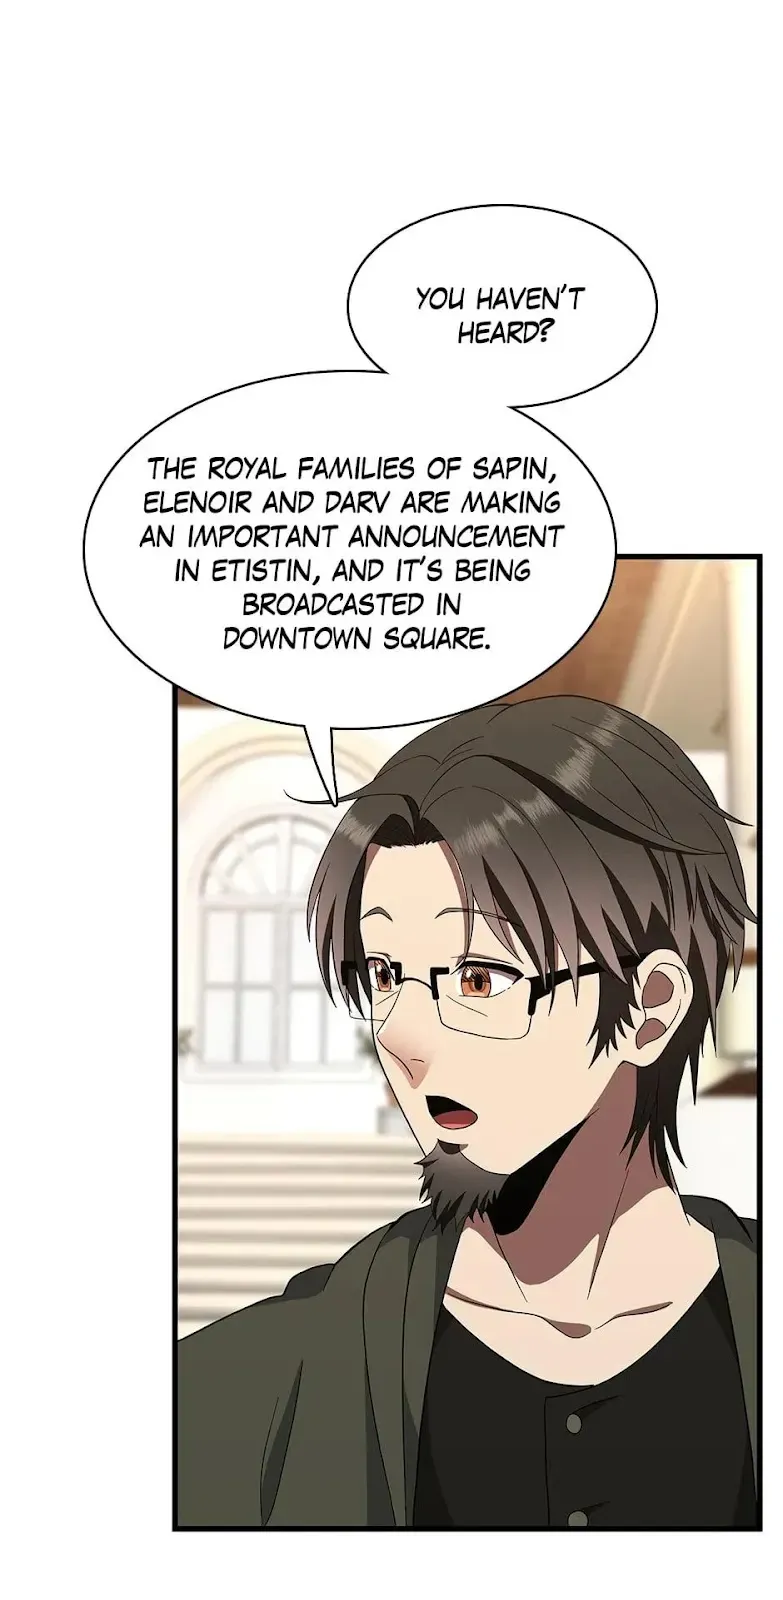 YOU HAVEN'T
HEARD?
THE ROYAL FAMILIES OF SAPIN,
ELENOIR AND DARV ARE MAKING
AN IMPORTANT ANNOUNCEMENT
IN ETISTIN, AND IT'S BEING
BROADCASTED IN
DOWNTOWN SQUARE.